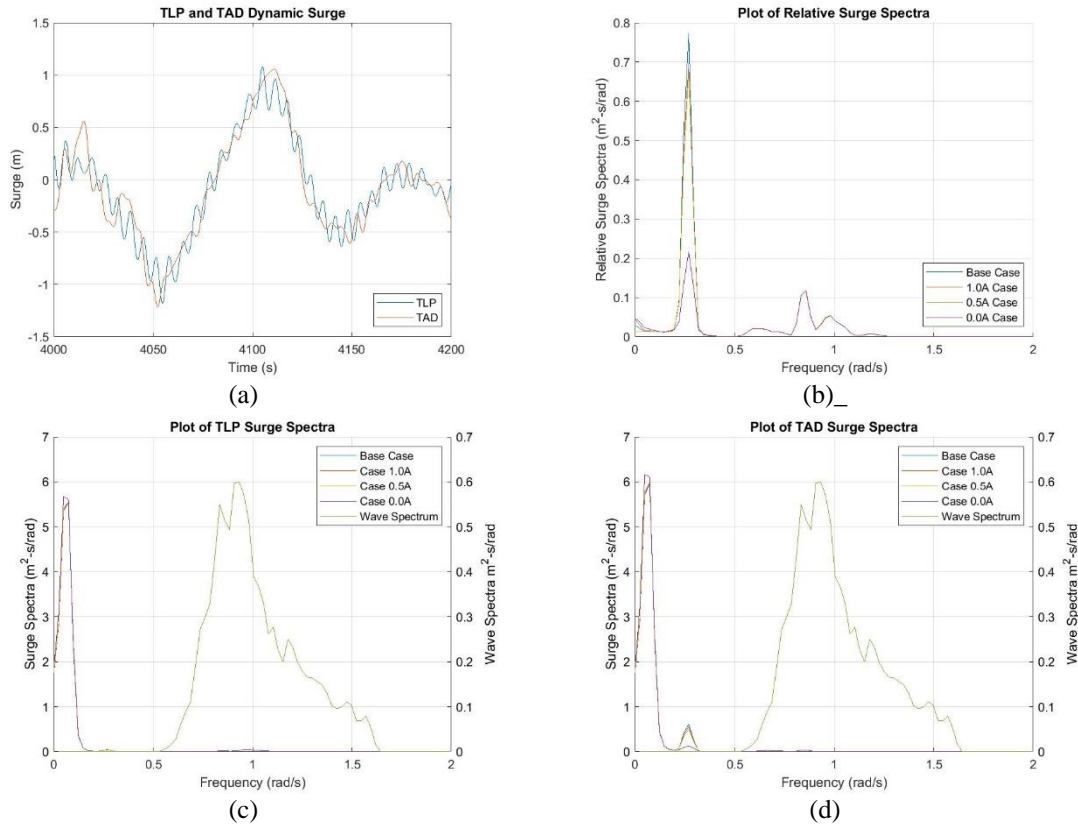 TLP and TAD Dynamic Surge
1.5
1
0.5
0
-0.5
-1
-1.5
Surge (m)
4000 4050 4100 4150 4200
Time (s)
TLP
TAD
(a)
Plot of Relative Surge Spectra
0.8
0.7
0.6
0.5
0.4
0.3
0.2
0.1
0
Relative Surge Spectra (m²-s/rad)
0 0.5 1 1.5 2
Frequency (rad/s)
Base Case
1.0A Case
0.5A Case
0.0A Case
(b)_
Plot of TLP Surge Spectra
7
6
5
4
3
2
1
0
Surge Spectra (m²-s/rad)
0 0.5 1 1.5 2
Frequency (rad/s)
0.7
0.6
0.5
0.4
0.3
0.2
0.1
0
Wave Spectra m²-s/rad)
Base Case
Case 1.0A
Case 0.5A
Case 0.0A
Wave Spectrum
(c)
Plot of TAD Surge Spectra
7
6
5
4
3
2
1
0
Surge Spectra (m²-s/rad)
0 0.5 1 1.5 2
Frequency (rad/s)
0.7
0.6
0.5
0.4
0.3
0.2
0.1
0
Wave Spectra m²-s/rad)
Base Case
Case 1.0A
Case 0.5A
Case 0.0A
Wave Spectrum
(d)